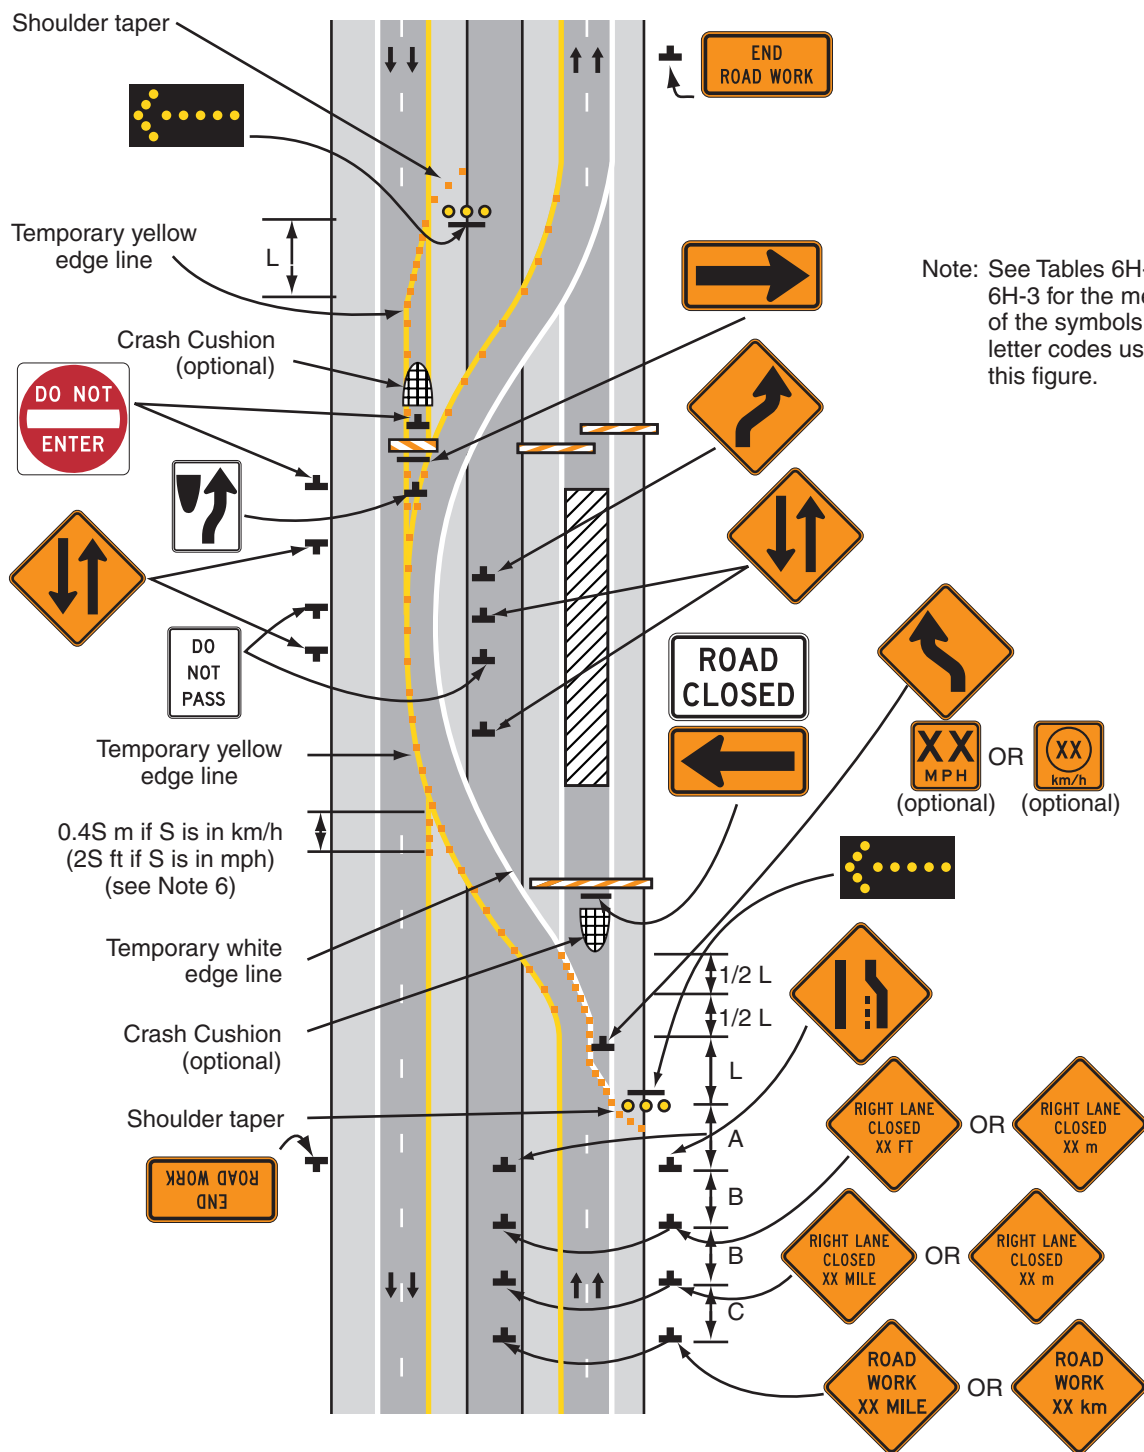 Shoulder taper
END
ROAD WORK
Temporary yellow
edge line
L
Note: See Tables 6H-
6H-3 for the me
of the symbols
letter codes us
this figure.
Crash Cushion
(optional)
DO NOT
ENTER
DO
NOT
PASS
ROAD
CLOSED
XX
MPH
OR
XX
km/h
(optional)
(optional)
Temporary yellow
edge line
0.4S m if S is in km/h
(2S ft if S is in mph)
(see Note 6)
Temporary white
edge line
1/2 L
1/2 L
Crash Cushion
(optional)
L
Shoulder taper
A
RIGHT LANE
CLOSED
XX FT
OR
RIGHT LANE
CLOSED
XX m
END
ROAD WORK
B
B
RIGHT LANE
CLOSED
XX MILE
OR
RIGHT LANE
CLOSED
XX m
C
ROAD
WORK
XX MILE
OR
ROAD
WORK
XX km